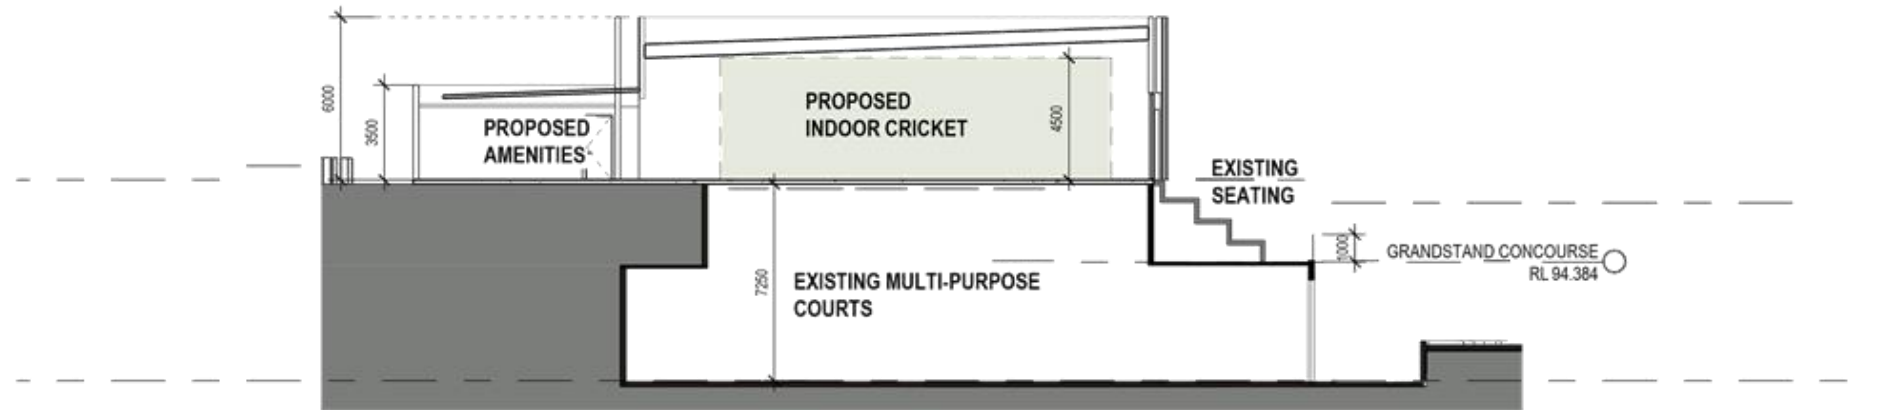 6000
3500
PROPOSED
AMENITIES
PROPOSED
INDOOR CRICKET
4500
EXISTING
SEATING
1000
GRANDSTAND CONCOURSE
RL 94.384
7250
EXISTING MULTI-PURPOSE
COURTS